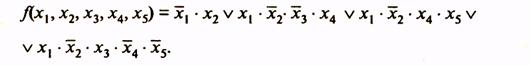 f(x₁, x₂, x₃, x₄, x₅) = x̅₁ · x₂ ∨ x₁ · x̅₂· x̅₃ · x₄ ∨ x₁ · x̅₂ · x₄ · x₅ ∨
∨ x₁ · x̅₂ · x₃ · x̅₄ · x̅₅.